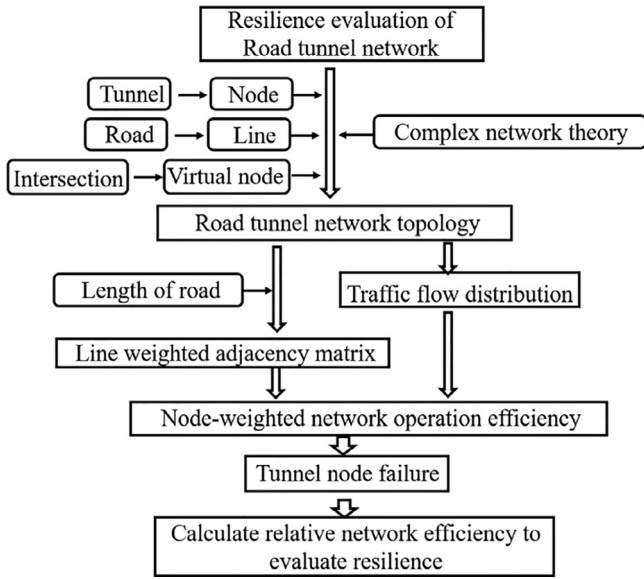 Resilience evaluation of
Road tunnel network
Tunnel
Node
Road
Line
Complex network theory
Intersection
Virtual node
Road tunnel network topology
Length of road
Traffic flow distribution
Line weighted adjacency matrix
Node-weighted network operation efficiency
Tunnel node failure
Calculate relative network efficiency to
evaluate resilience